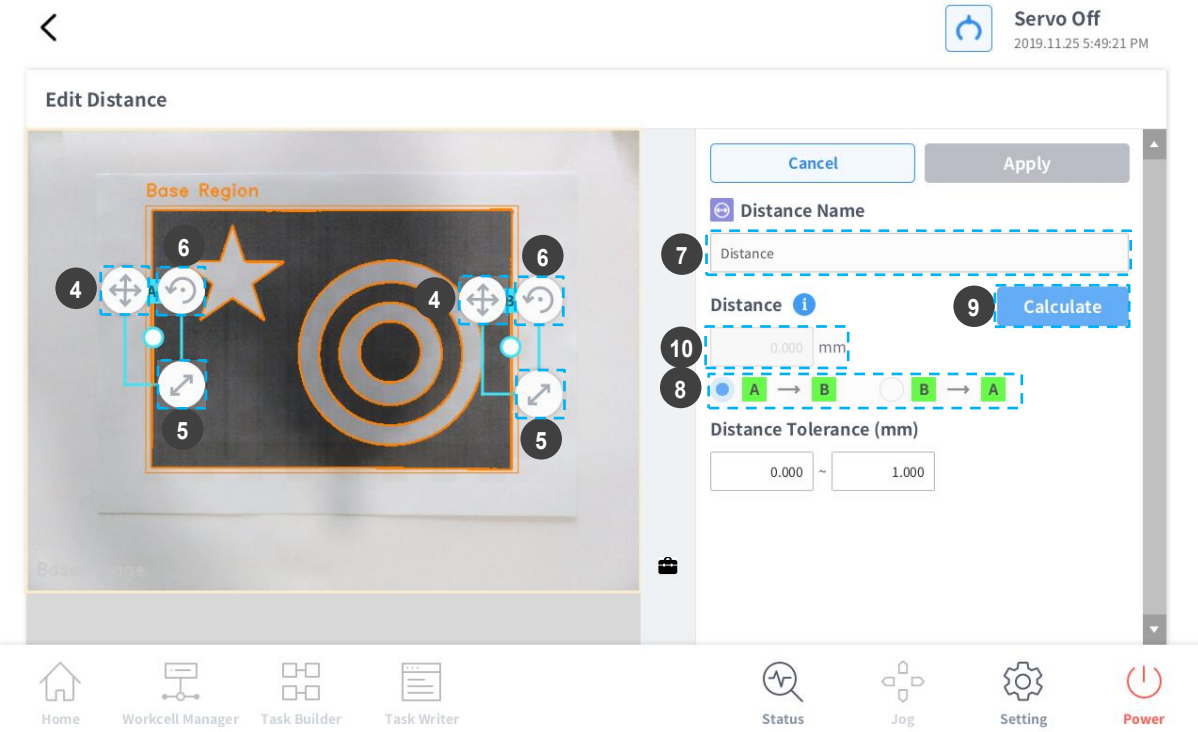 Servo Off
2019.11.25 5:49:21 PM
Edit Distance
Cancel
Apply
Base Region
Distance Name
6
7
Distance
6
4
A
4
B
Distance
i
9
Calculate
10
0.000 mm
8
A → B
B → A
5
5
Distance Tolerance (mm)
0.000 ~ 1.000
Home
Workcell Manager
Task Builder
Task Writer
Status
Jog
Setting
Power